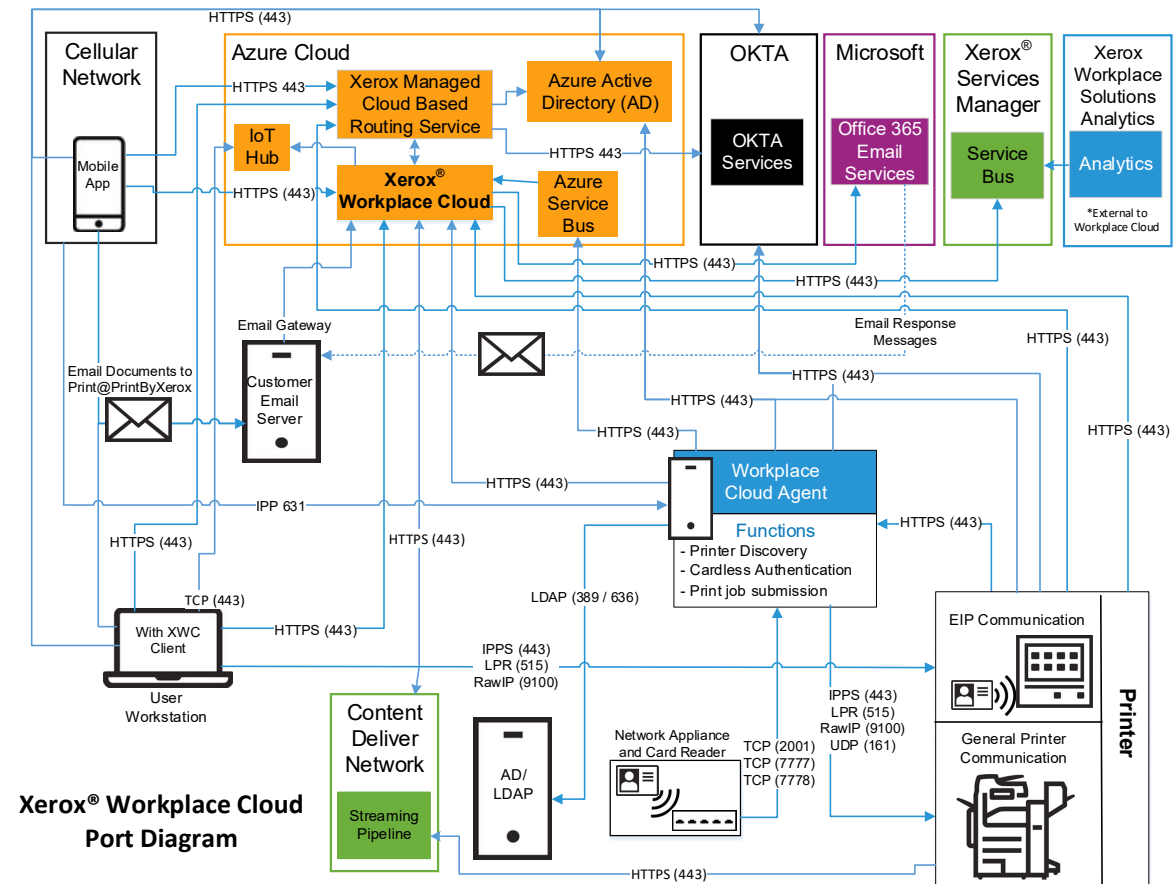 HTTPS (443)
Cellular
Network
Azure Cloud
OKTA
Microsoft
Xerox®
Services
Manager
Xerox
Workplace
Solutions
Analytics
Xerox Managed
Cloud Based
Routing Service
Azure Active
Directory (AD)
HTTPS 443
IoT
Hub
OKTA
Services
Office 365
Email
Services
Service
Bus
Analytics
Mobile
App
HTTPS 443
HTTPS (443)
Xerox®
Workplace Cloud
Azure
Service
Bus
*External to
Workplace Cloud
HTTPS (443)
HTTPS (443)
Email Gateway
Email Response
Messages
HTTPS (443)
Email Documents to
Print@PrintByXerox
Customer
Email
Server
HTTPS (443)
HTTPS (443)
HTTPS (443)
HTTPS (443)
Workplace
Cloud Agent
HTTPS (443)
IPP 631
HTTPS (443)
HTTPS (443)
HTTPS (443)
Functions
- Printer Discovery
- Cardless Authentication
- Print job submission
TCP (443)
LDAP (389 / 636)
With XWC
Client
HTTPS (443)
EIP Communication
User
Workstation
IPPS (443)
LPR (515)
RawIP (9100)
IPPS (443)
LPR (515)
RawIP (9100)
UDP (161)
Printer
Content
Deliver
Network
Network Appliance
and Card Reader
TCP (2001)
TCP (7777)
TCP (7778)
General Printer
Communication
AD/
LDAP
Streaming
Pipeline
Xerox® Workplace Cloud
Port Diagram
HTTPS (443)